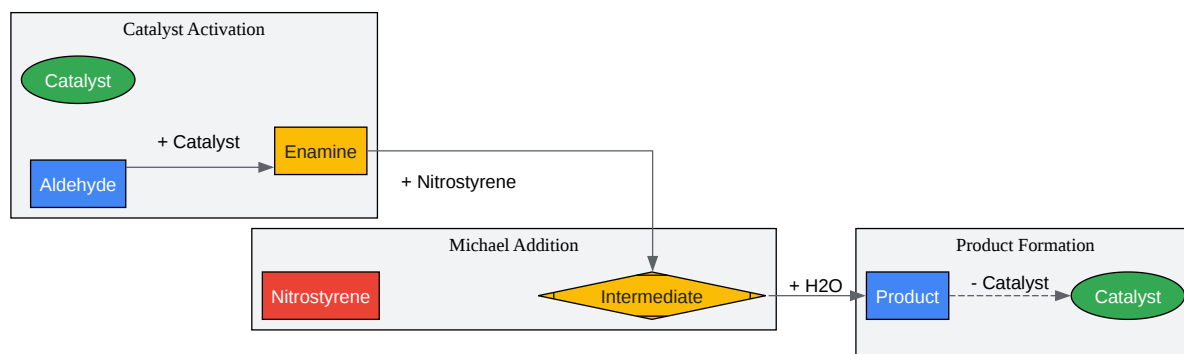 Catalyst Activation
Catalyst
+ Catalyst
Enamine
Aldehyde
+ Nitrostyrene
Michael Addition
Nitrostyrene
Intermediate
+ H2O
Product Formation
Product
- Catalyst
Catalyst